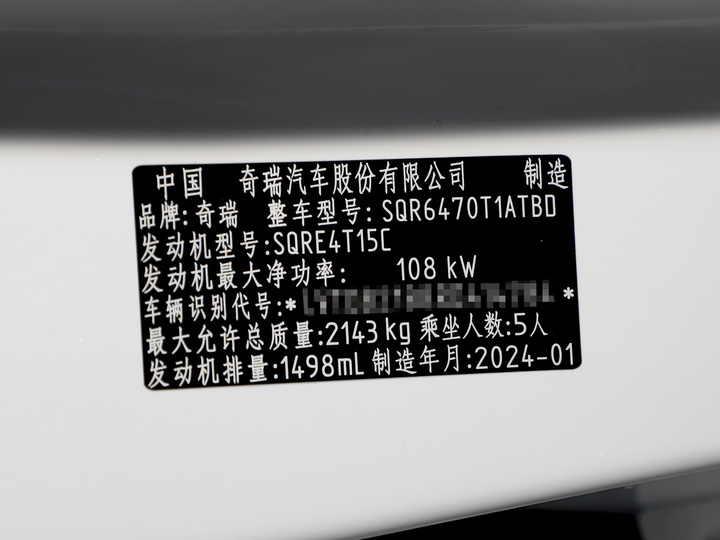 中国 奇瑞汽车股份有限公司 制造
品牌:奇瑞 整车型号:SQR6470T1ATBD
发动机型号:SQRE4T15C
发动机最大净功率: 108 kW
车辆识别代号:* *
最大允许总质量:2143 kg 乘坐人数:5人
发动机排量:1498mL 制造年月:2024-01